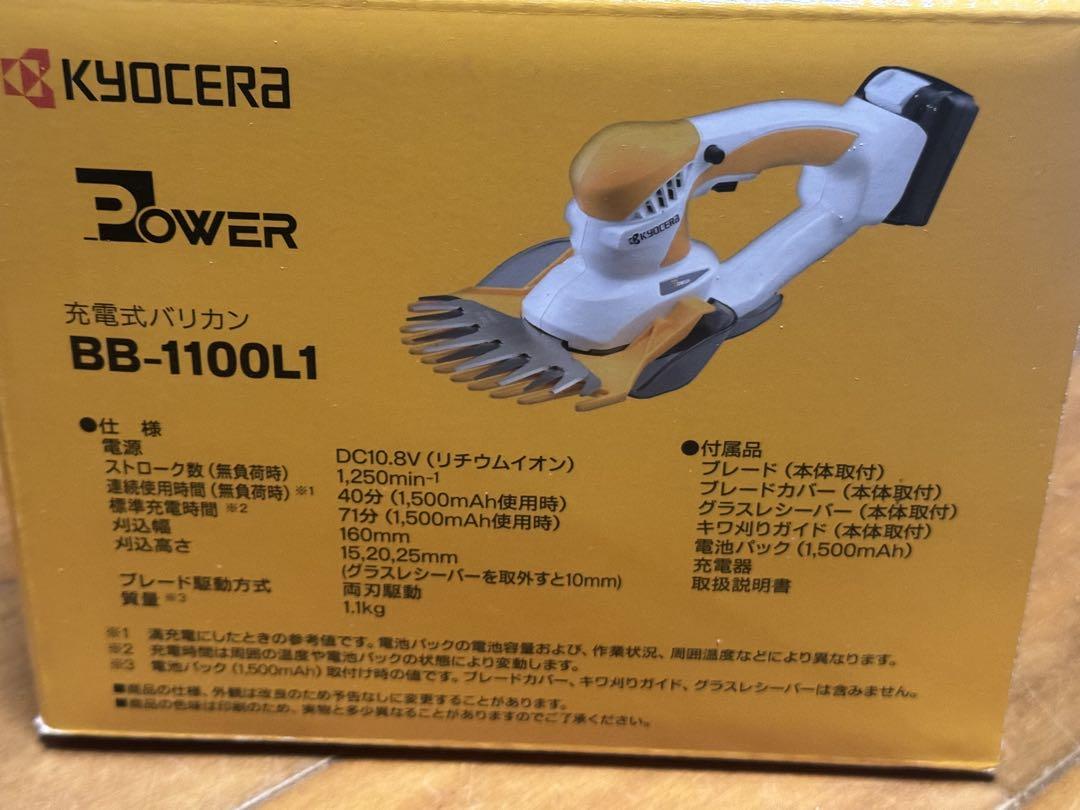 KYOCERA
POWER
充電式バリカン
BB-1100L1
KYOCERA
●仕 様
電源 DC10.8V(リチウムイオン)
ストローク数(無負荷時) 1,250min-1
連続使用時間(無負荷時)※1 40分(1,500mAh使用時)
標準充電時間 ※2 71分(1,500mAh使用時)
刈込幅 160mm
刈込高さ 15,20,25mm
(グラスレシーバーを取外すと10mm)
ブレード駆動方式 両刃駆動
質量 ※3 1.1kg
●付属品
ブレード(本体取付)
ブレードカバー(本体取付)
グラスレシーバー(本体取付)
キワ刈りガイド(本体取付)
電池パック(1,500mAh)
充電器
取扱説明書
※1 満充電にしたときの参考値です。電池パックの電池容量および、作業状況、周囲温度などにより異なります。
※2 充電時間は周囲の温度や電池パックの状態により変動します。
※3 電池パック(1,500mAh)取付け時の値です。ブレードカバー、キワ刈りガイド、グラスレシーバーは含みません。
■商品の仕様、外観は改良のため予告なしに変更することがあります。
■商品の色味は印刷のため、実物と多少異なることがありますのでご了承ください。